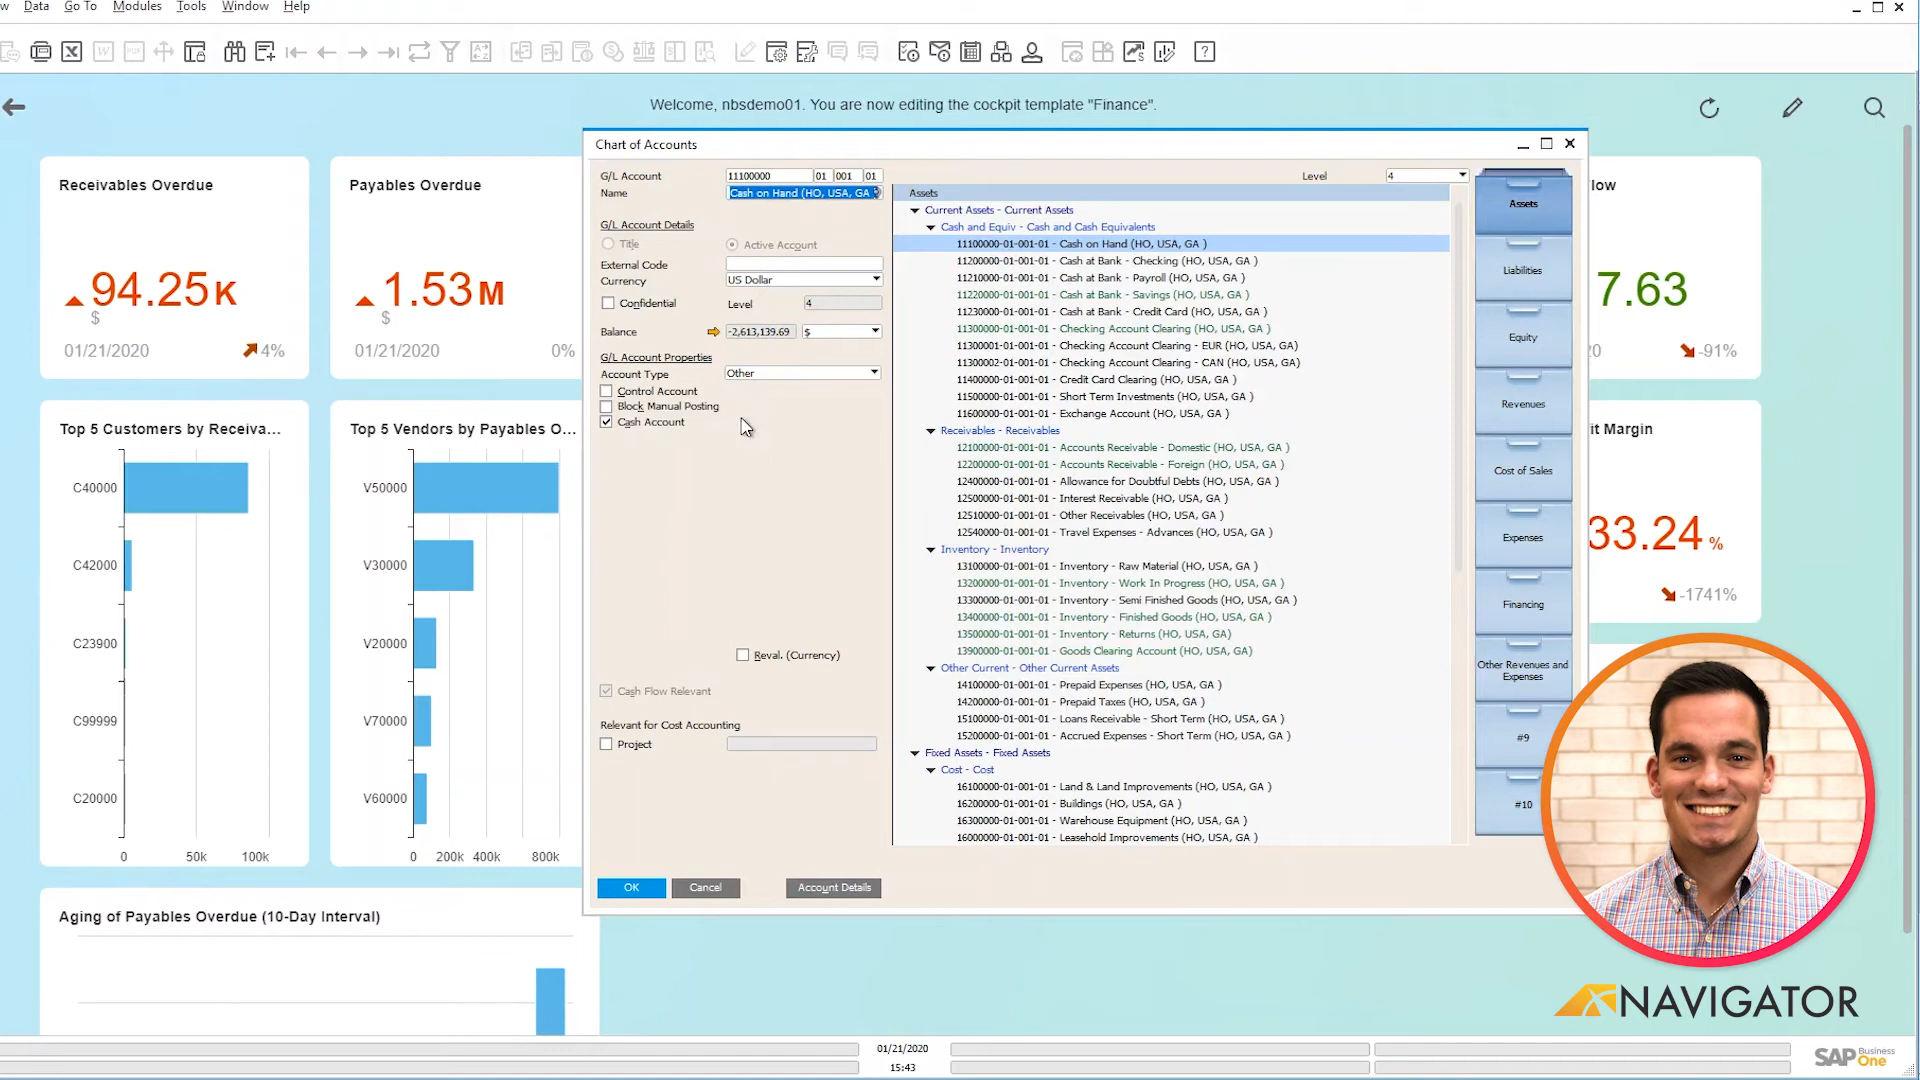 w Data Go To Modules Tools Window Help
Welcome, nbsdemo01. You are now editing the cockpit template "Finance".
Receivables Overdue
94.25 K
$
01/21/2020 4%
Payables Overdue
1.53 M
$
01/21/2020 0%
Top 5 Customers by Receiva...
C40000
C42000
C23900
C99999
C20000
0 50k 100k
Top 5 Vendors by Payables O...
V50000
V30000
V20000
V70000
V60000
0 200k 400k 800k
Aging of Payables Overdue (10-Day Interval)
Chart of Accounts
G/L Account 11100000 01 001 01
Name Cash on Hand (HO, USA, GA
G/L Account Details
Title Active Account
External Code
Currency US Dollar
Confidential Level 4
Balance -2,613,139.69 $
G/L Account Properties
Account Type Other
Control Account
Block Manual Posting
Cash Account
Reval. (Currency)
Cash Flow Relevant
Relevant for Cost Accounting
Project
OK Cancel Account Details
Level 4
Assets
Current Assets - Current Assets
Cash and Equiv - Cash and Cash Equivalents
11100000-01-001-01 - Cash on Hand (HO, USA, GA )
11200000-01-001-01 - Cash at Bank - Checking (HO, USA, GA )
11210000-01-001-01 - Cash at Bank - Payroll (HO, USA, GA )
11220000-01-001-01 - Cash at Bank - Savings (HO, USA, GA )
11230000-01-001-01 - Cash at Bank - Credit Card (HO, USA, GA )
11300000-01-001-01 - Checking Account Clearing (HO, USA, GA )
11300001-01-001-01 - Checking Account Clearing - EUR (HO, USA, GA )
11300002-01-001-01 - Checking Account Clearing - CAN (HO, USA, GA )
11400000-01-001-01 - Credit Card Clearing (HO, USA, GA )
11500000-01-001-01 - Short Term Investments (HO, USA, GA )
11600000-01-001-01 - Exchange Account (HO, USA, GA )
Receivables - Receivables
12100000-01-001-01 - Accounts Receivable - Domestic (HO, USA, GA )
12200000-01-001-01 - Accounts Receivable - Foreign (HO, USA, GA )
12400000-01-001-01 - Allowance for Doubtful Debts (HO, USA, GA )
12500000-01-001-01 - Interest Receivable (HO, USA, GA )
12510000-01-001-01 - Other Receivables (HO, USA, GA )
12540000-01-001-01 - Travel Expenses - Advances (HO, USA, GA )
Inventory - Inventory
13100000-01-001-01 - Inventory - Raw Material (HO, USA, GA )
13200000-01-001-01 - Inventory - Work In Progress (HO, USA, GA )
13300000-01-001-01 - Inventory - Semi Finished Goods (HO, USA, GA )
13400000-01-001-01 - Inventory - Finished Goods (HO, USA, GA )
13500000-01-001-01 - Inventory - Returns (HO, USA, GA)
13900000-01-001-01 - Goods Clearing Account (HO, USA, GA )
Other Current - Other Current Assets
14100000-01-001-01 - Prepaid Expenses (HO, USA, GA )
14200000-01-001-01 - Prepaid Taxes (HO, USA, GA )
15100000-01-001-01 - Loans Receivable - Short Term (HO, USA, GA )
15200000-01-001-01 - Accrued Expenses - Short Term (HO, USA, GA )
Fixed Assets - Fixed Assets
Cost - Cost
16100000-01-001-01 - Land & Land Improvements (HO, USA, GA )
16200000-01-001-01 - Buildings (HO, USA, GA )
16300000-01-001-01 - Warehouse Equipment (HO, USA, GA )
16000000-01-001-01 - Leasehold Improvements (HO, USA, GA )
Assets
Liabilities
Equity
Revenues
Cost of Sales
Expenses
Financing
Other Revenues and
Expenses
#9
#10
low
7.63
20 -91%
it Margin
33.24 %
-1741%
NAVIGATOR
01/21/2020
15:43
SAP Business One